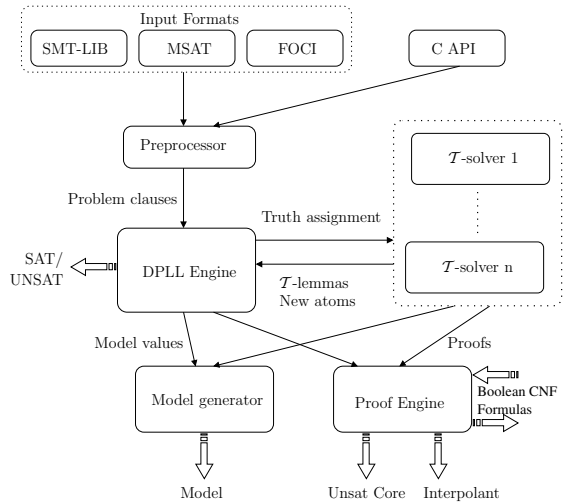 Input Formats
SMT-LIB
MSAT
FOCI
C API
Preprocessor
𝒯-solver 1
Problem clauses
Truth assignment
SAT/
UNSAT
DPLL Engine
𝒯-solver n
𝒯-lemmas
New atoms
Model values
Proofs
Model generator
Proof Engine
Boolean CNF
Formulas
Model
Unsat Core
Interpolant